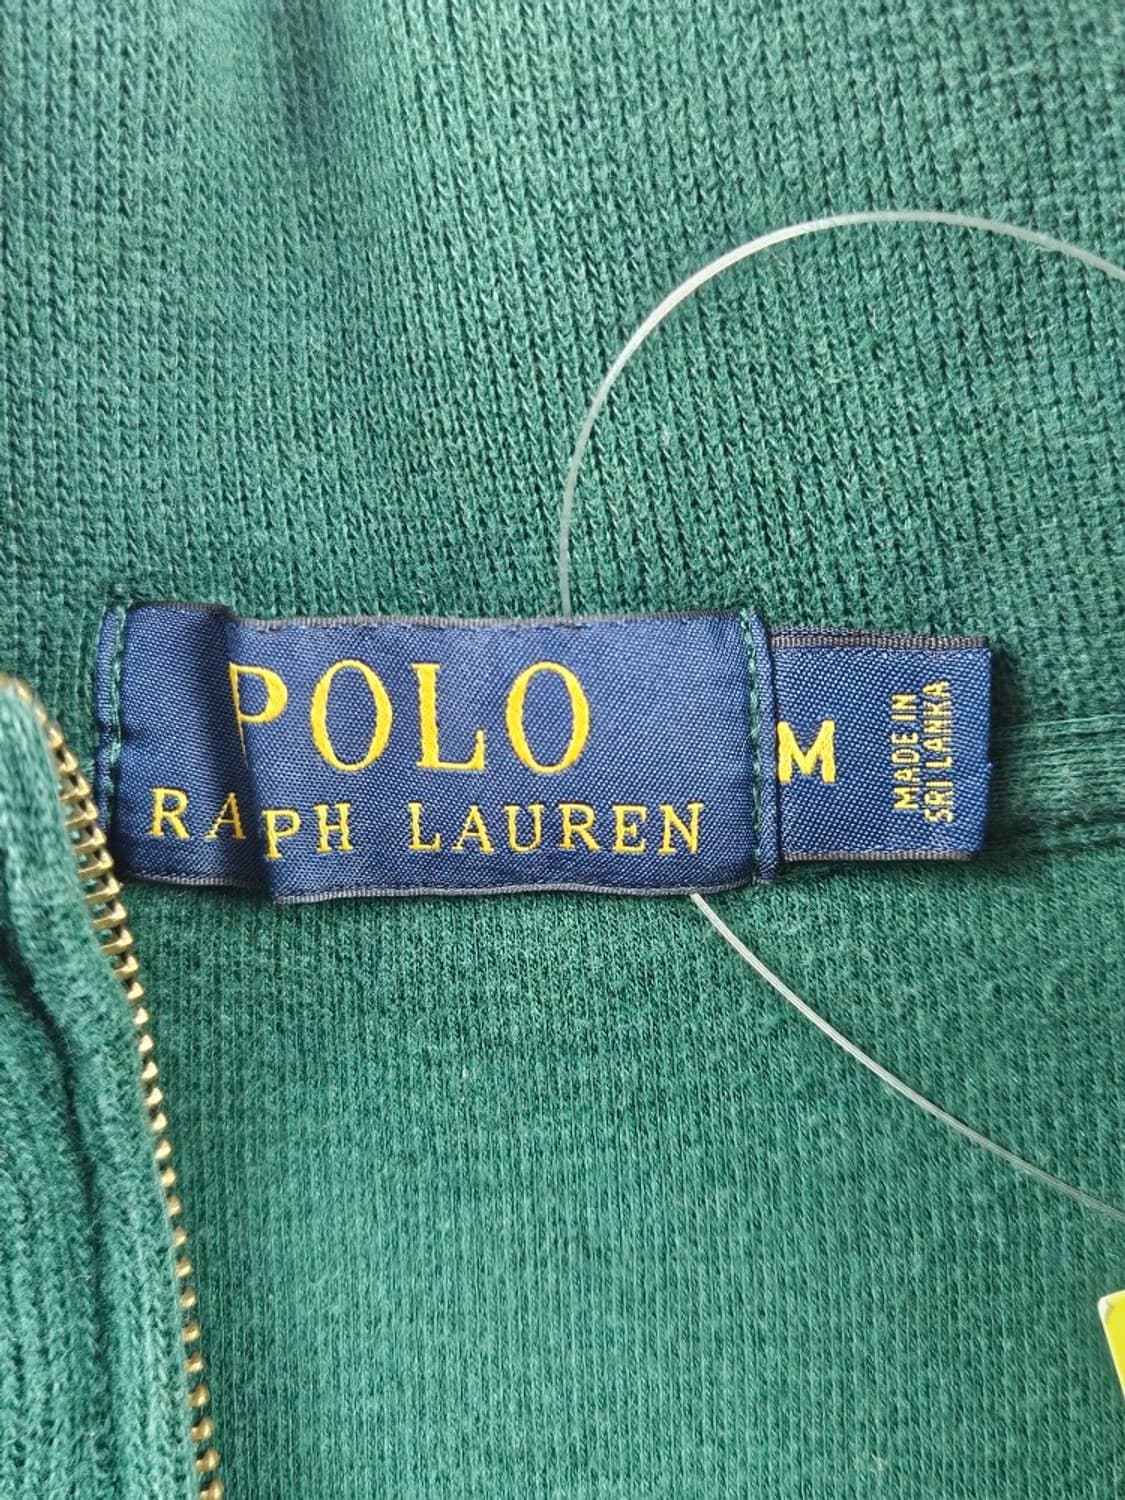 POLO
RALPH LAUREN
M
MADE IN
SRI LANKA